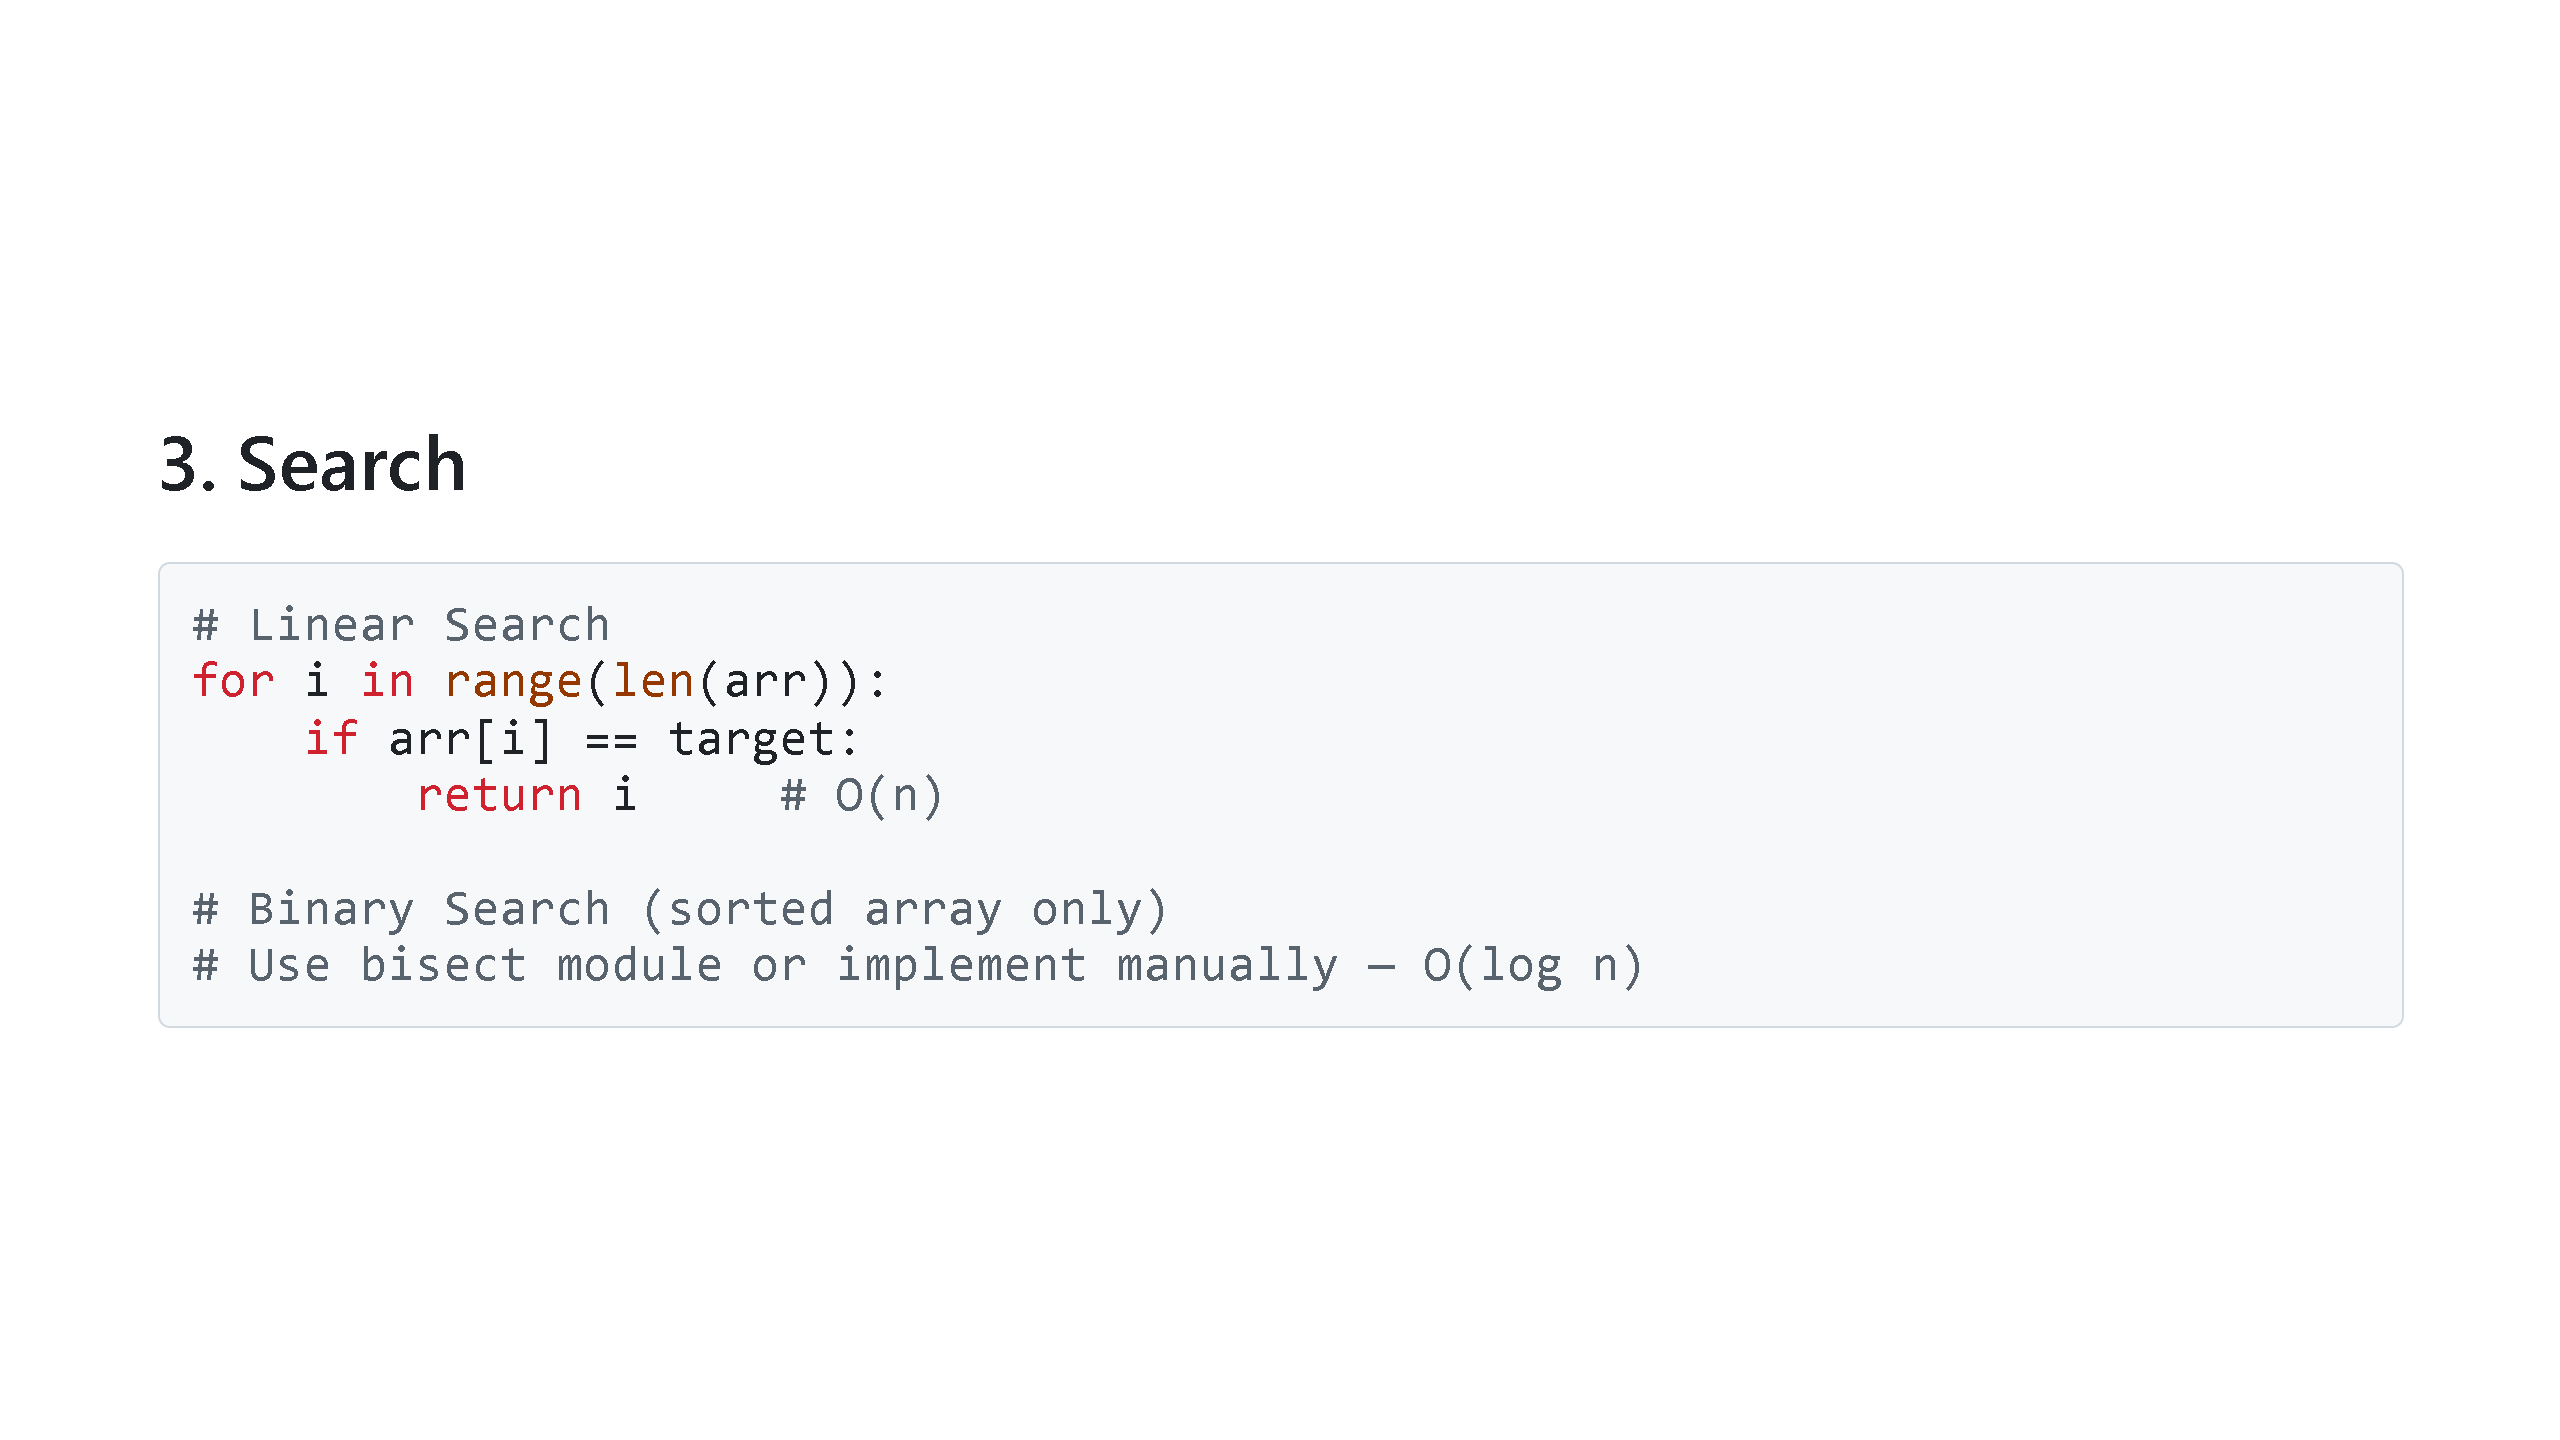 3. Search
# Linear Search
for i in range(len(arr)):
    if arr[i] == target:
        return i     # O(n)
# Binary Search (sorted array only)
# Use bisect module or implement manually — O(log n)